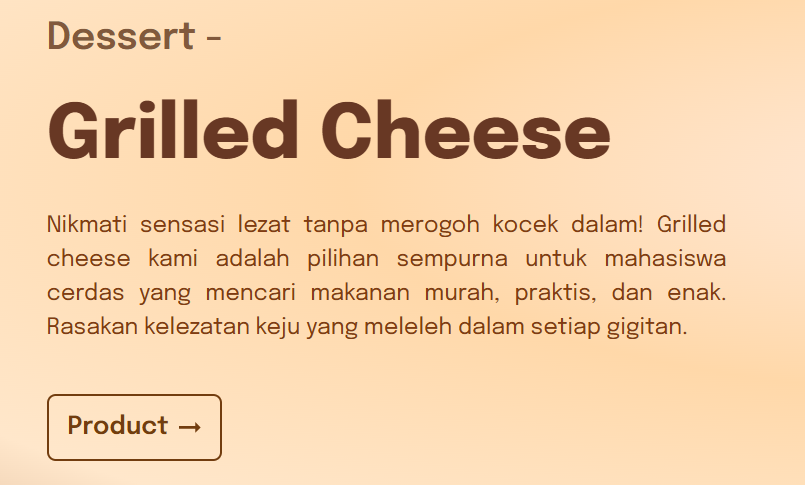 Dessert –
Grilled Cheese
Nikmati sensasi lezat tanpa merogoh kocek dalam! Grilled
cheese kami adalah pilihan sempurna untuk mahasiswa
cerdas yang mencari makanan murah, praktis, dan enak.
Rasakan kelezatan keju yang meleleh dalam setiap gigitan.
Product →